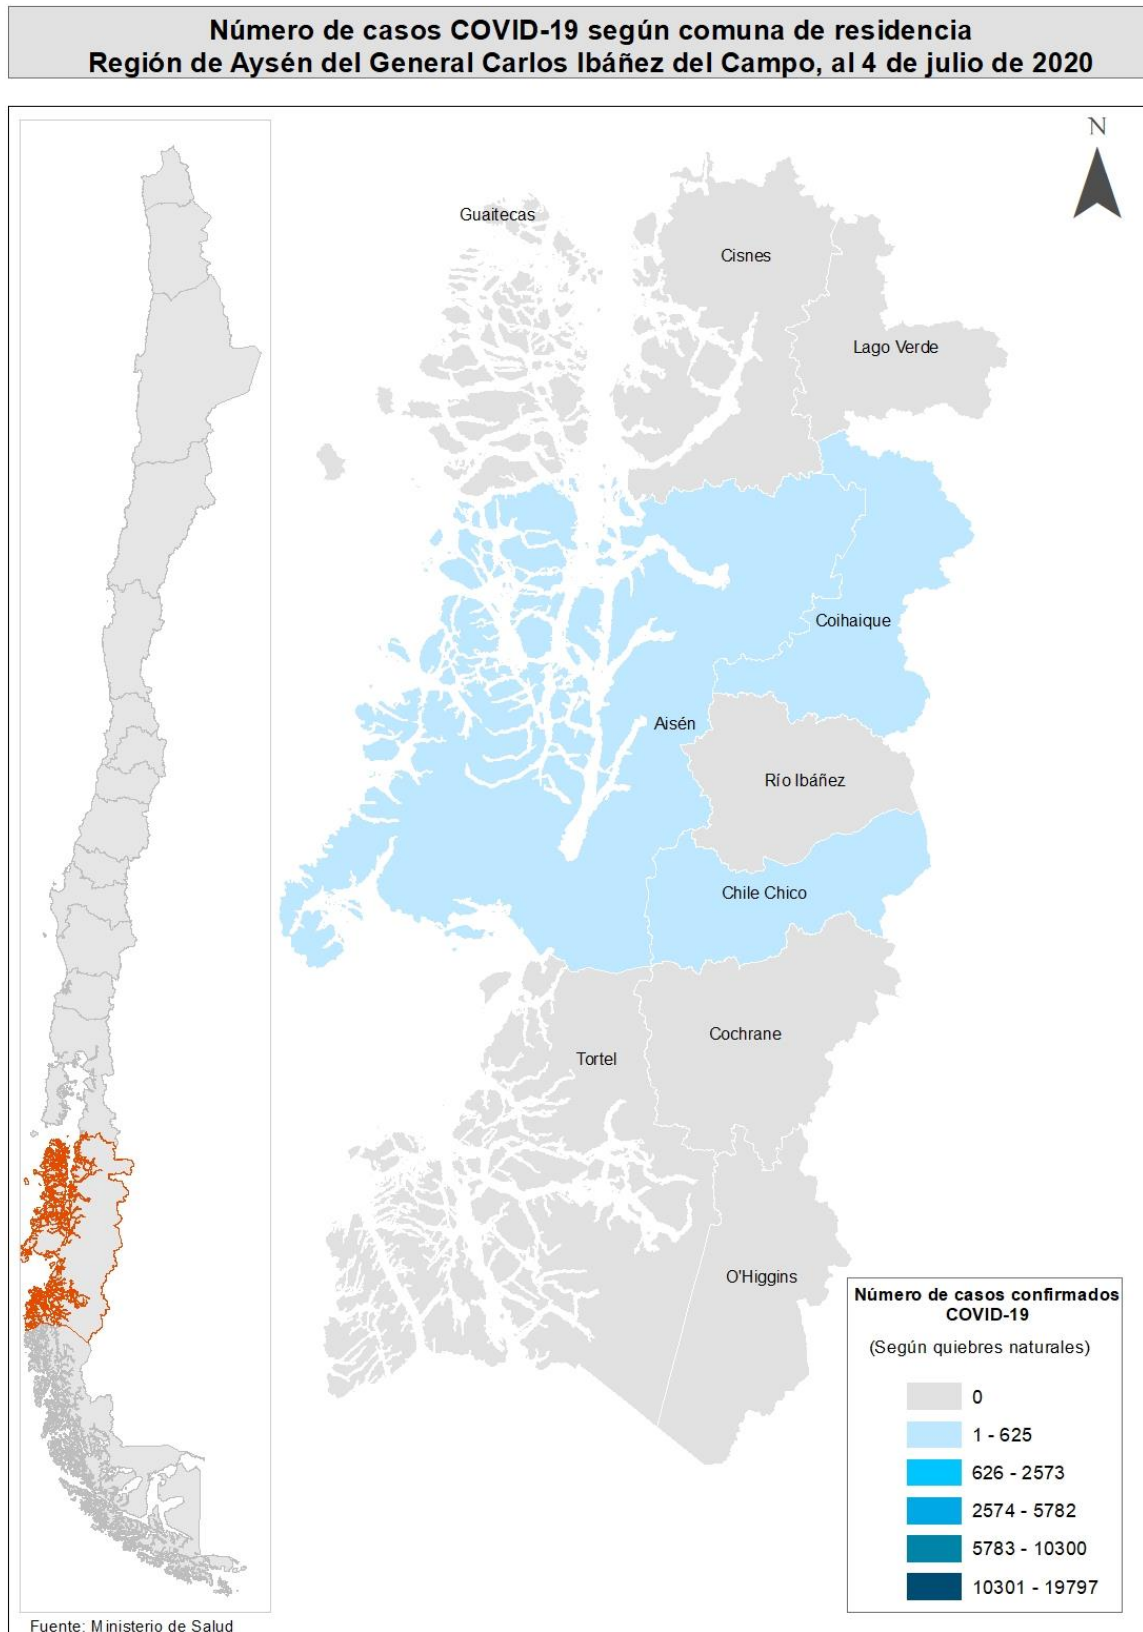 Número de casos COVID-19 según comuna de residencia
Región de Aysén del General Carlos Ibáñez del Campo, al 4 de julio de 2020
N
Guaitecas
Cisnes
Lago Verde
Coihaique
Aisén
Río Ibáñez
Chile Chico
Cochrane
Tortel
O'Higgins
Número de casos confirmados
COVID-19
(Según quiebres naturales)
0
1 - 625
626 - 2573
2574 - 5782
5783 - 10300
10301 - 19797
Fuente: Ministerio de Salud